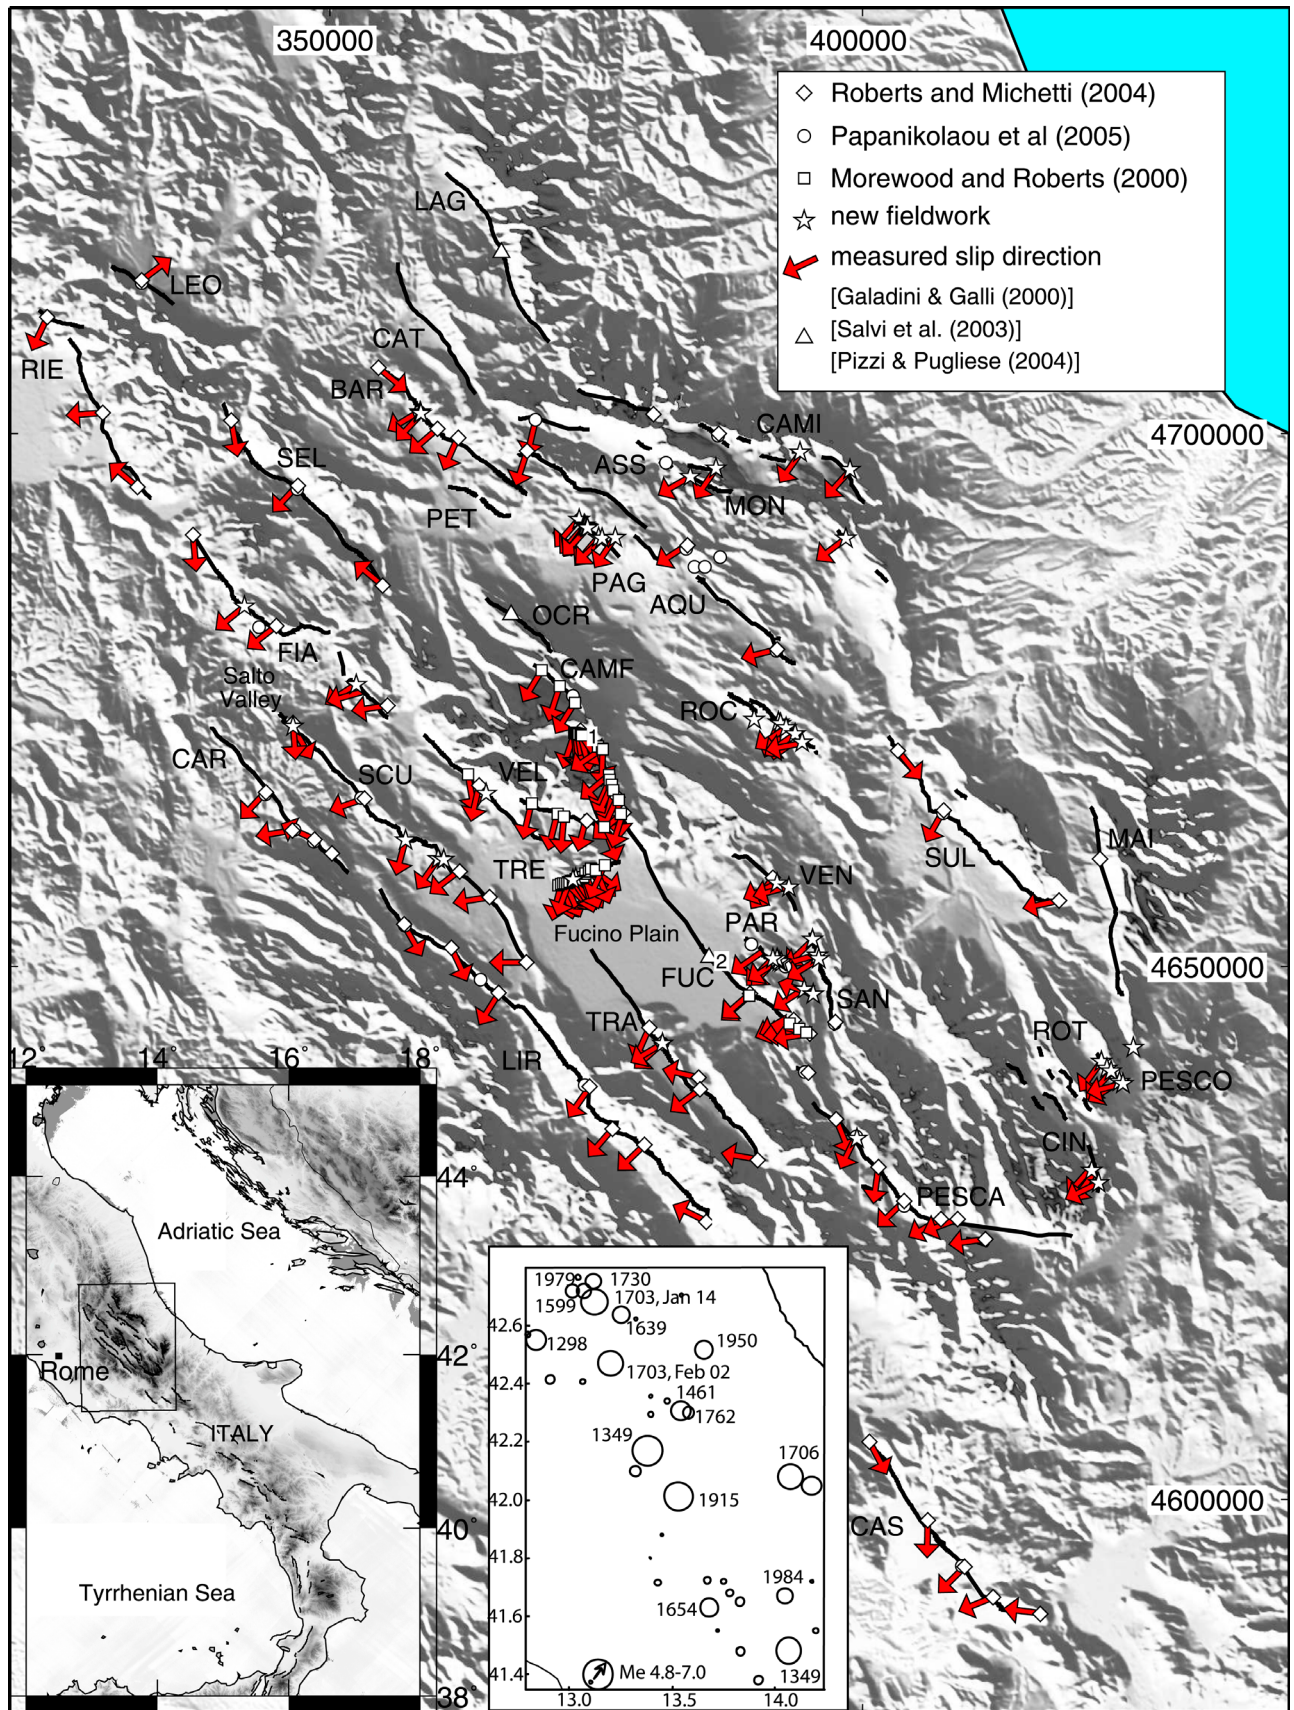 350000
400000
Roberts and Michetti (2004)
Papanikolaou et al (2005)
Morewood and Roberts (2000)
new fieldwork
measured slip direction
[Galadini & Galli (2000)]
[Salvi et al. (2003)]
[Pizzi & Pugliese (2004)]
LAG
LEO
CAT
RIE
BAR
CAMI
4700000
SEL
ASS
MON
PET
PAG
AQU
OCR
FIA
CAMF
Salto
Valley
ROC
1
CAR
SCU
VEL
MAI
SUL
TRE
VEN
PAR
Fucino Plain
2
FUC
4650000
SAN
TRA
ROT
LIR
PESCO
CIN
PESCA
CAS
4600000
12°
14°
16°
18°
44°
42°
40°
38°
Adriatic Sea
Rome
ITALY
Tyrrhenian Sea
1979
1730
1599
1703, Jan 14
42.6
1639
1298
1950
1703, Feb 02
42.4
1461
1762
1349
42.2
1706
42.0
1915
41.8
1984
1654
41.6
41.4
Me 4.8-7.0
1349
13.0
13.5
14.0